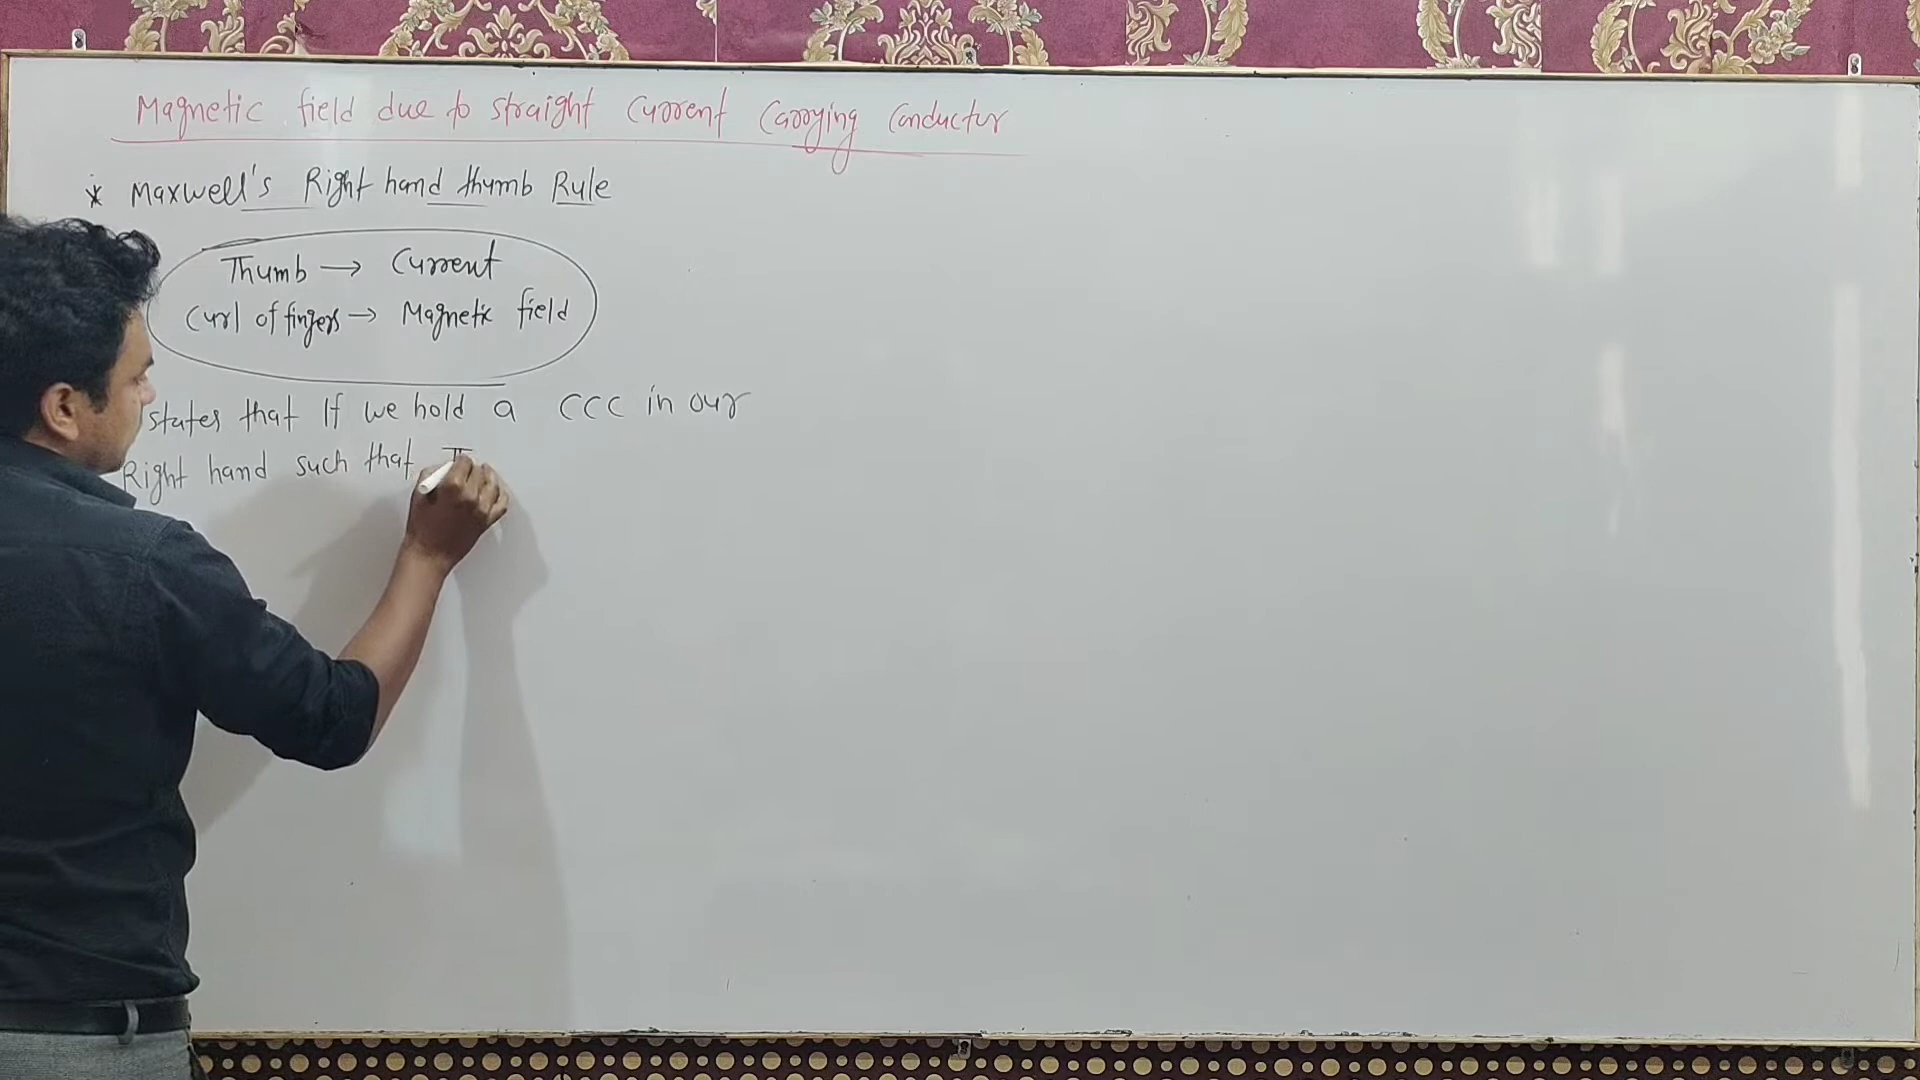 Magnetic field due to straight Current Carrying Conductor
* Maxwell's Right hand thumb Rule
Thumb → Current
Curl of fingers → Magnetic field
states that If we hold a CCC in our
Right hand such that